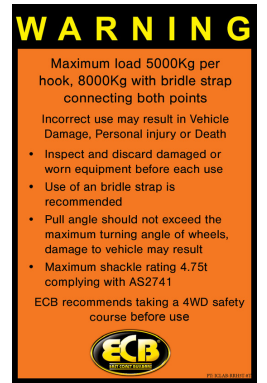 WARNING
Maximum load 5000Kg per
hook, 8000Kg with bridle strap
connecting both points
Incorrect use may result in Vehicle
Damage, Personal injury or Death
• Inspect and discard damaged or
worn equipment before each use
• Use of an bridle strap is
recommended
• Pull angle should not exceed the
maximum turning angle of wheels,
damage to vehicle may result
• Maximum shackle rating 4.75t
complying with AS2741
ECB recommends taking a 4WD safety
course before use
ECB
EAST COAST BULLBARS